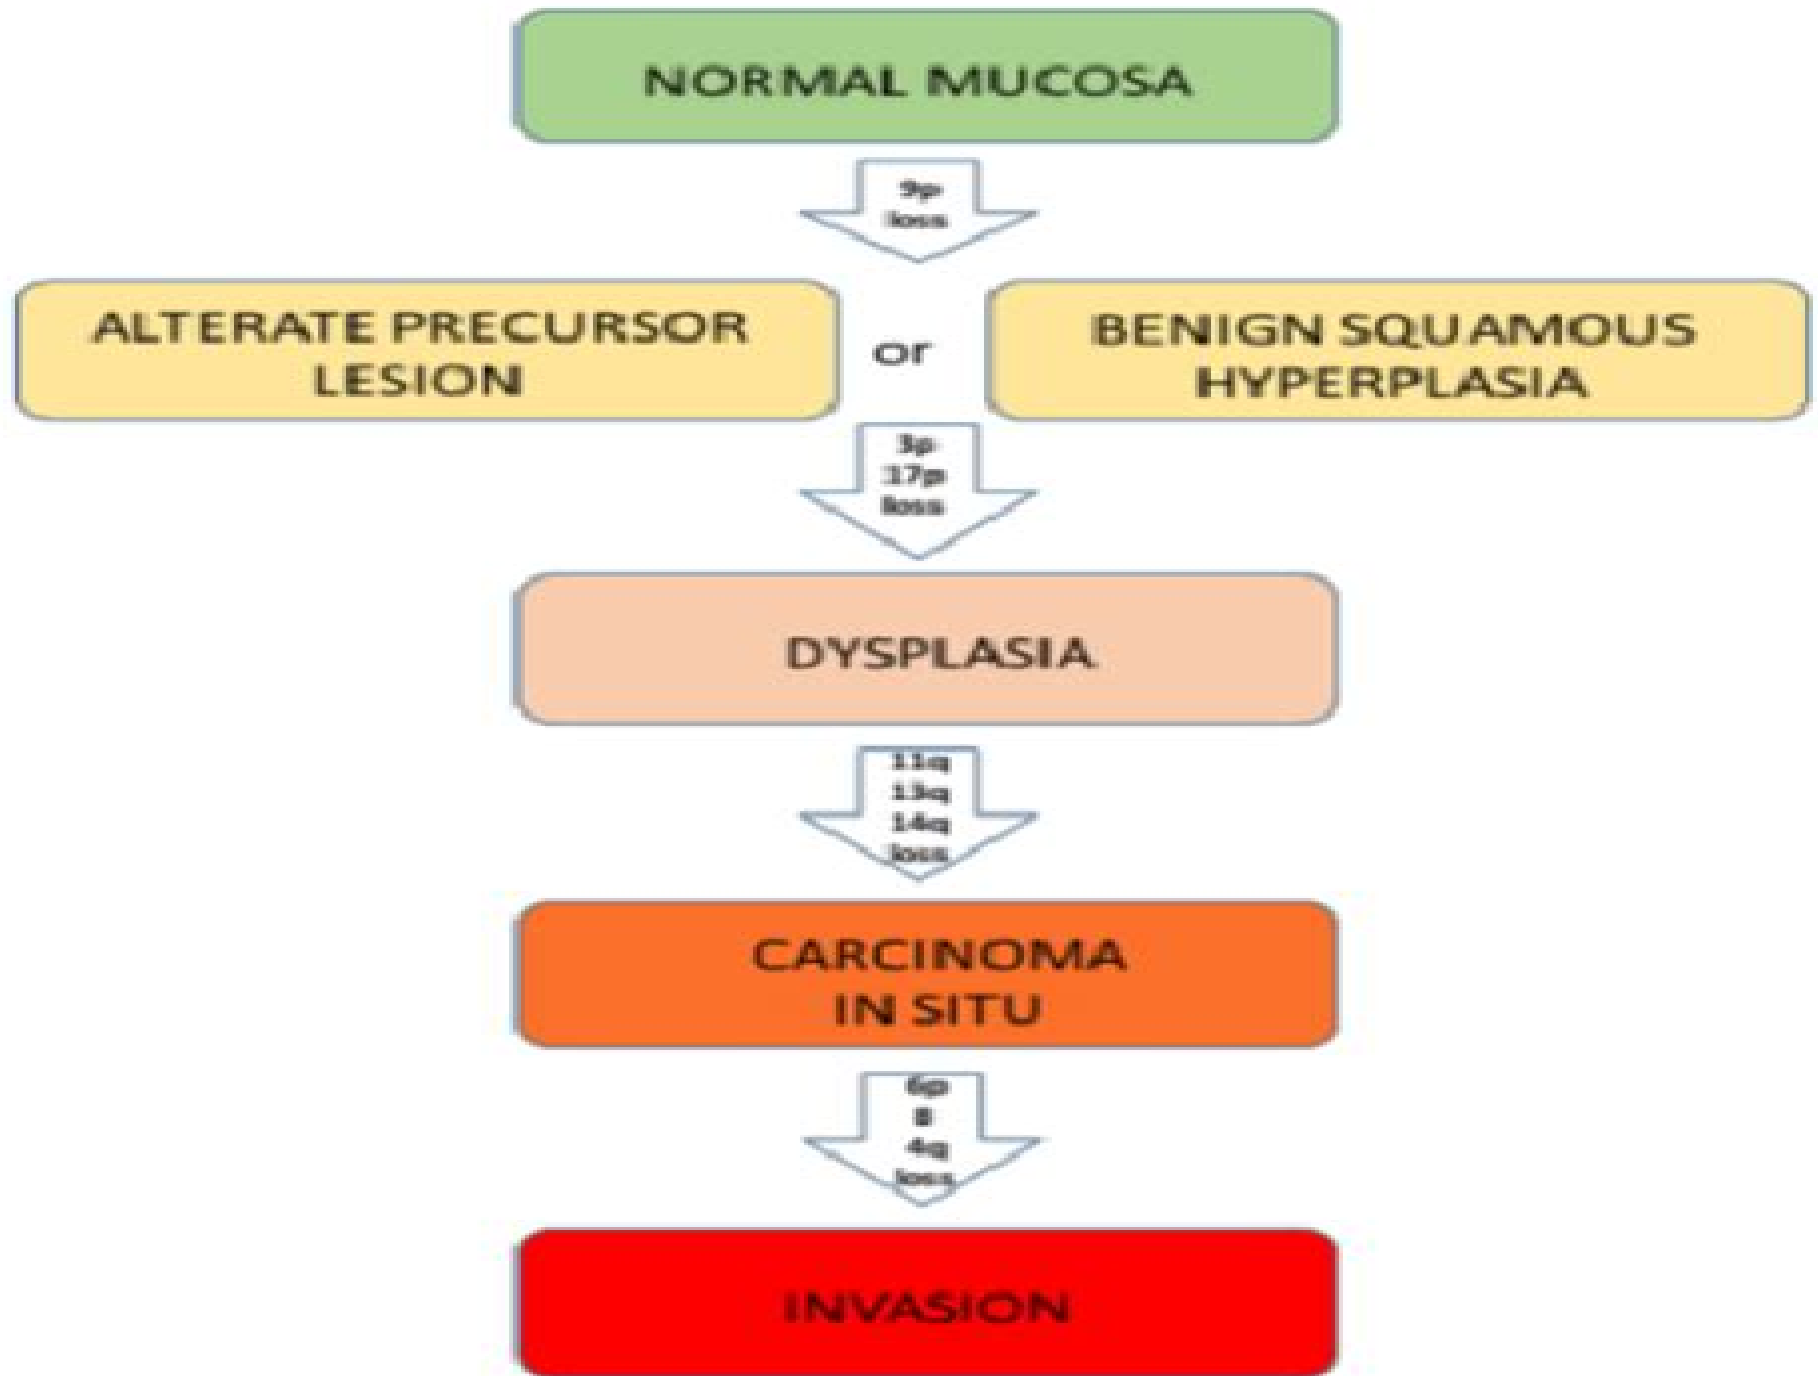 NORMAL MUCOSA
9p
loss
ALTERATE PRECURSOR
LESION
or
BENIGN SQUAMOUS
HYPERPLASIA
3p
17p
loss
DYSPLASIA
11q
13q
14q
loss
CARCINOMA
IN SITU
6p
8
4q
loss
INVASION